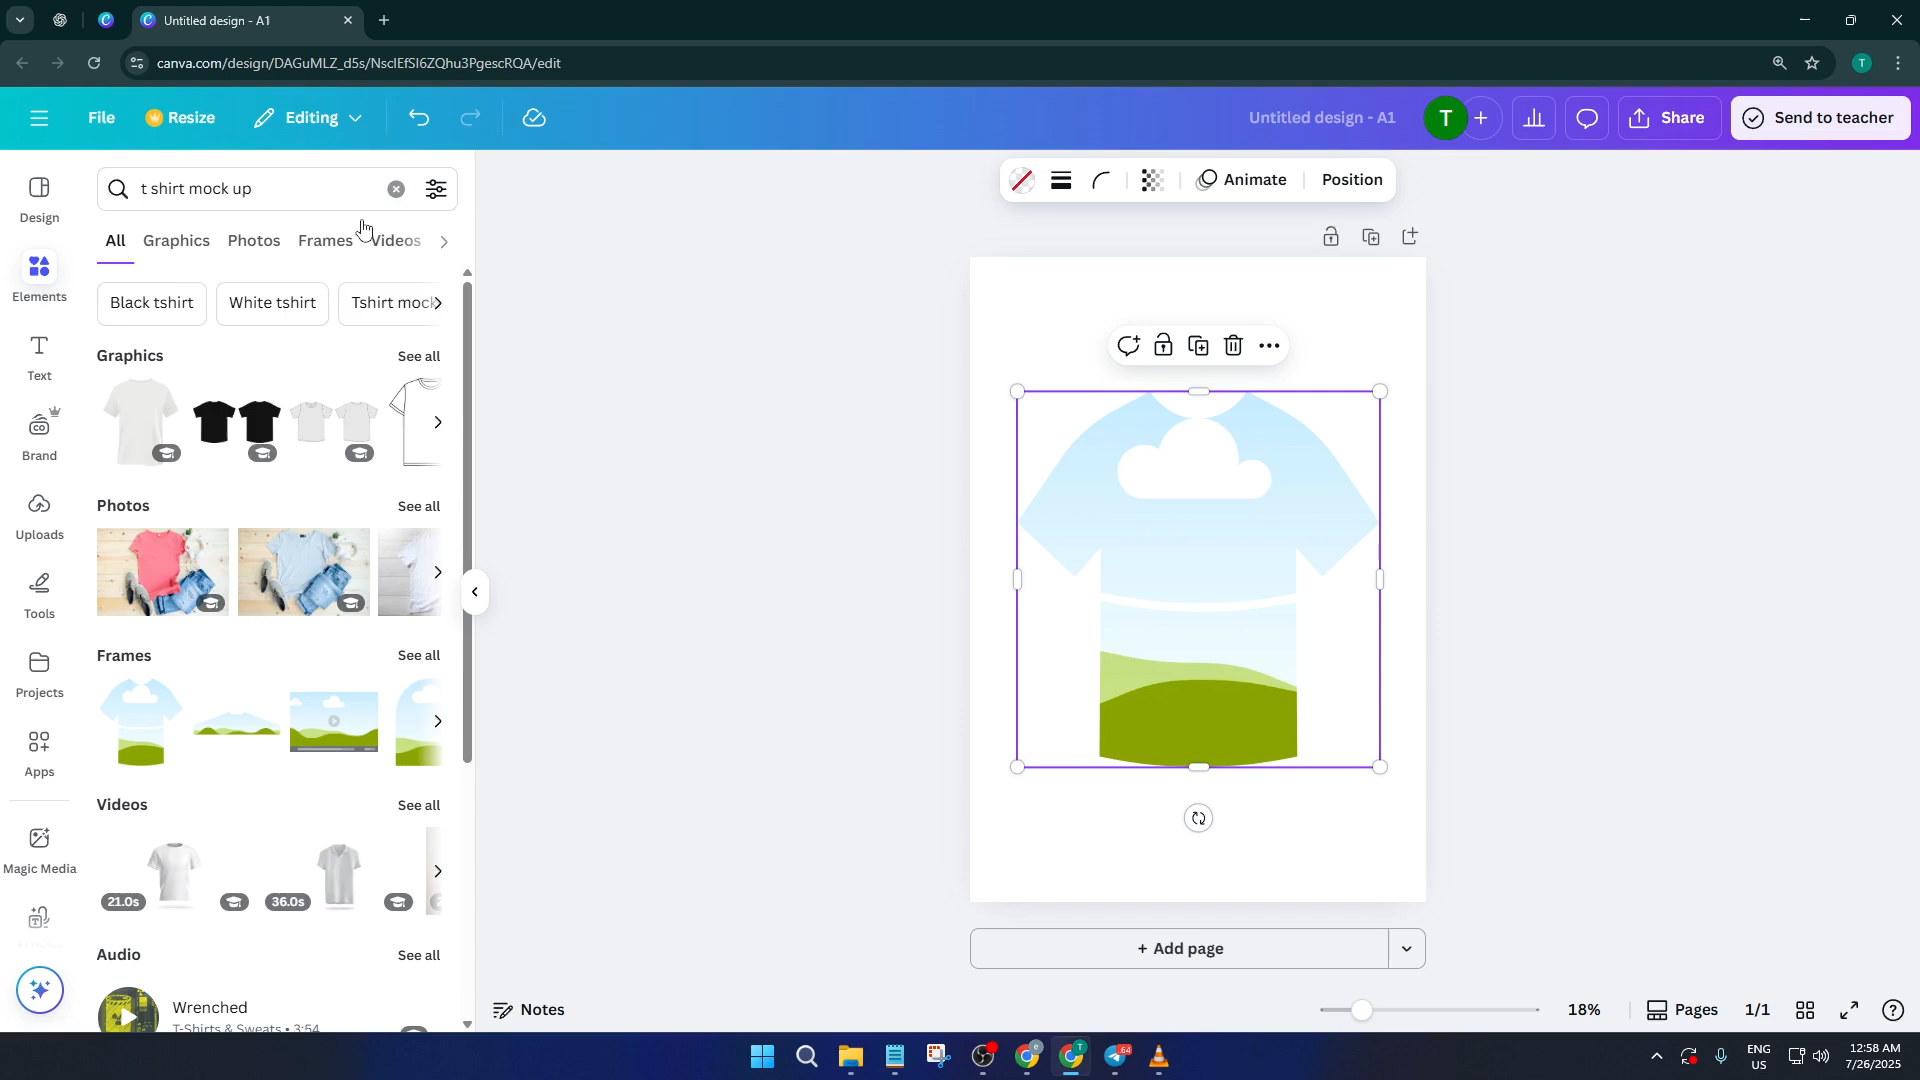 Untitled design - A1
canva.com/design/DAGuMLZ_d5s/NsclEfSI6ZQhu3PgescRQA/edit
T
File
Resize
Editing
Untitled design - A1
T
Share
Send to teacher
Design
Elements
Text
Brand
Uploads
Tools
Projects
Apps
Magic Media
t shirt mock up
All
Graphics
Photos
Frames
Videos
Black tshirt
White tshirt
Tshirt mock
Graphics
See all
Photos
See all
Frames
See all
Videos
See all
21.0s
36.0s
Audio
See all
Wrenched
T-Shirts & Sweats • 3:54
Animate
Position
+ Add page
Notes
18%
Pages
1/1
64
ENG
US
12:58 AM
7/26/2025